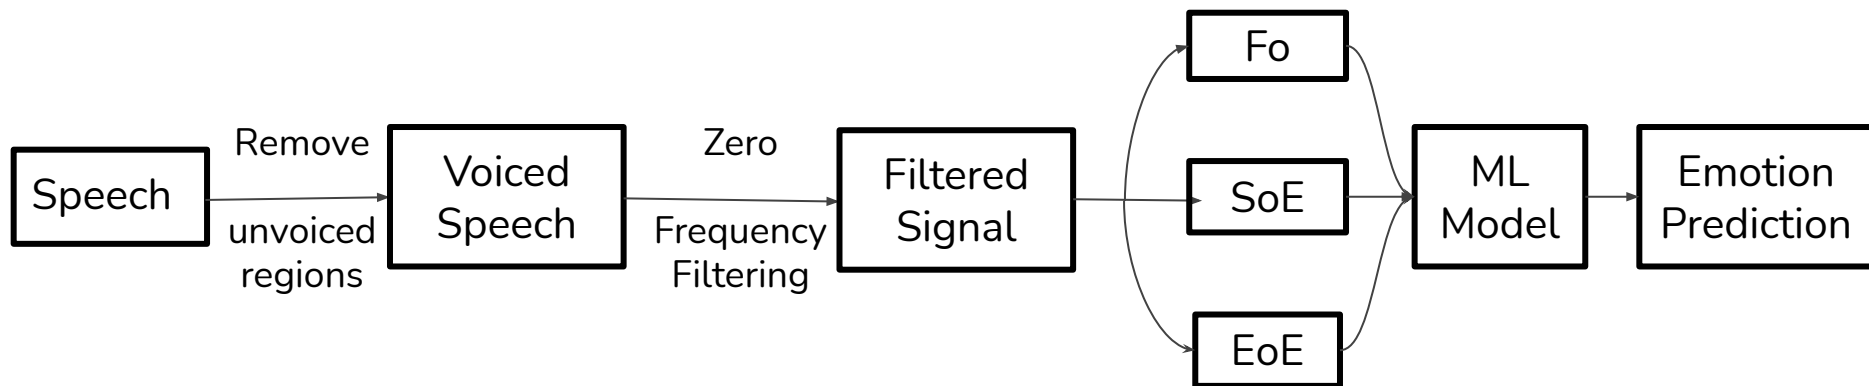 Speech
Remove
unvoiced
regions
Voiced
Speech
Zero
Frequency
Filtering
Filtered
Signal
Fo
SoE
EoE
ML
Model
Emotion
Prediction